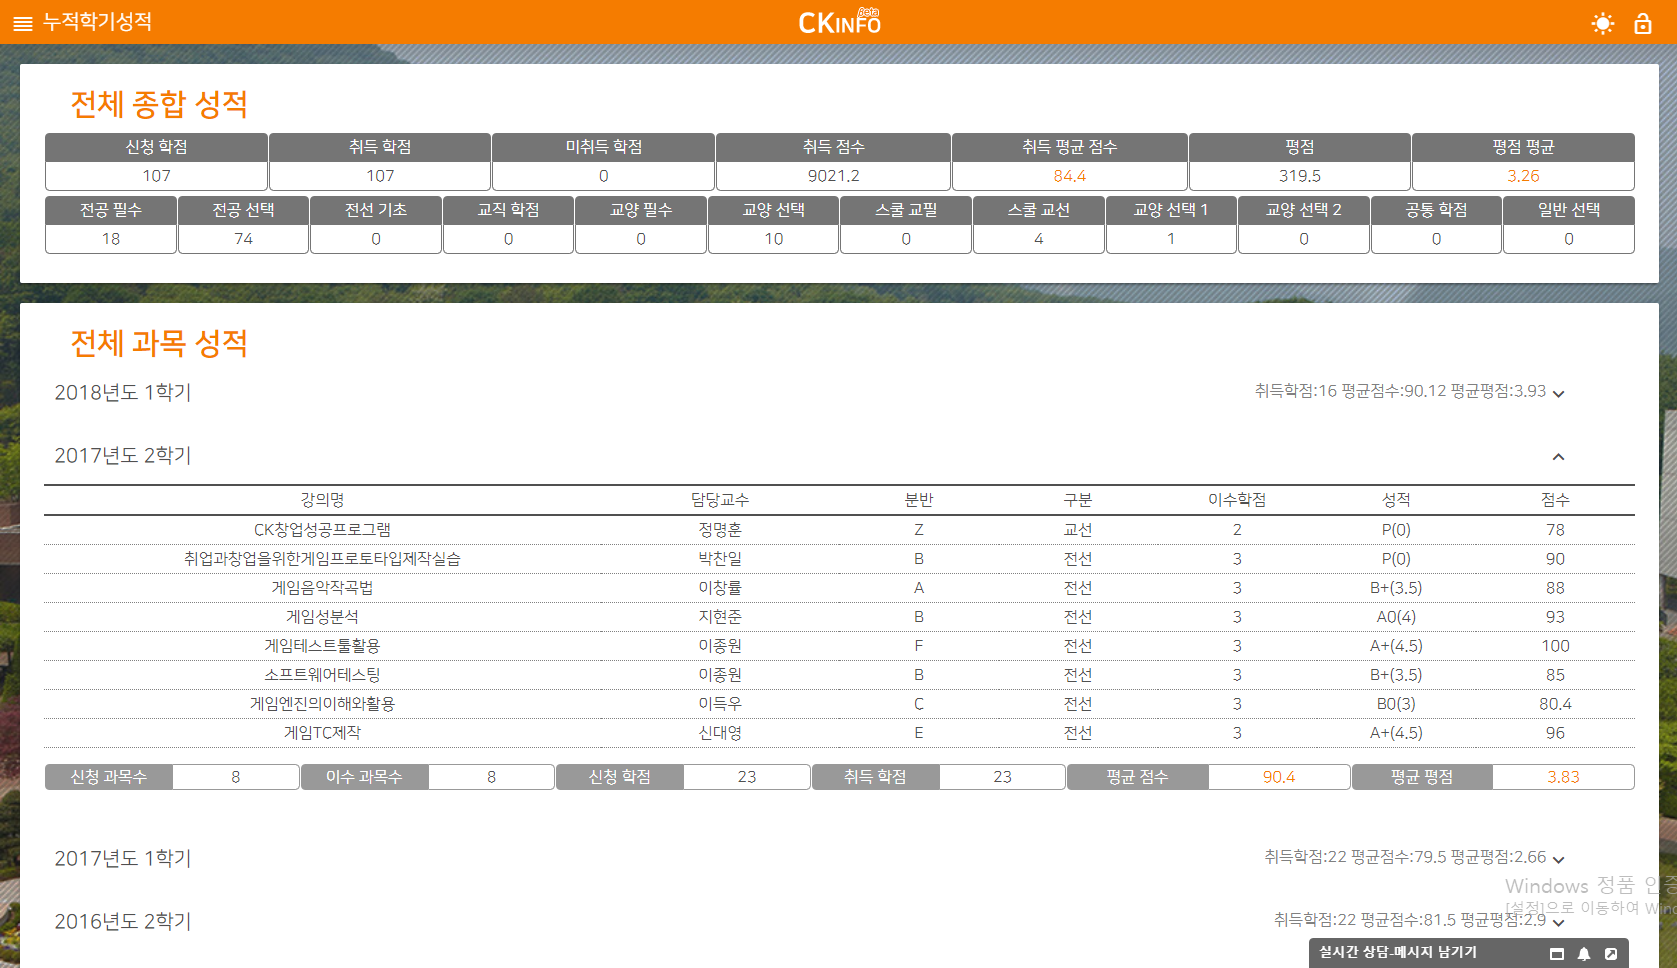 누적학기성적
CKINFO Beta
전체 종합 성적
신청 학점 취득 학점 미취득 학점 취득 점수 취득 평균 점수 평점 평점 평균
107 107 0 9021.2 84.4 319.5 3.26
전공 필수 전공 선택 전선 기초 교직 학점 교양 필수 교양 선택 스쿨 교필 스쿨 교선 교양 선택 1 교양 선택 2 공통 학점 일반 선택
18 74 0 0 0 10 0 4 1 0 0 0
전체 과목 성적
2018년도 1학기 취득학점:16 평균점수:90.12 평균평점:3.93
2017년도 2학기
강의명 담당교수 분반 구분 이수학점 성적 점수
CK창업성공프로그램 정명훈 Z 교선 2 P(0) 78
취업과창업을위한게임프로토타입제작실습 박찬일 B 전선 3 P(0) 90
게임음악작곡법 이창률 A 전선 3 B+(3.5) 88
게임성분석 지현준 B 전선 3 A0(4) 93
게임테스트툴활용 이종원 F 전선 3 A+(4.5) 100
소프트웨어테스팅 이종원 B 전선 3 B+(3.5) 85
게임엔진의이해와활용 이득우 C 전선 3 B0(3) 80.4
게임TC제작 신대영 E 전선 3 A+(4.5) 96
신청 과목수 8 이수 과목수 8 신청 학점 23 취득 학점 23 평균 점수 90.4 평균 평점 3.83
2017년도 1학기 취득학점:22 평균점수:79.5 평균평점:2.66
Windows 정품 인증
[설정]으로 이동하여 Win
2016년도 2학기 취득학점:22 평균점수:81.5 평균평점:2.9
실시간 상담-메시지 남기기